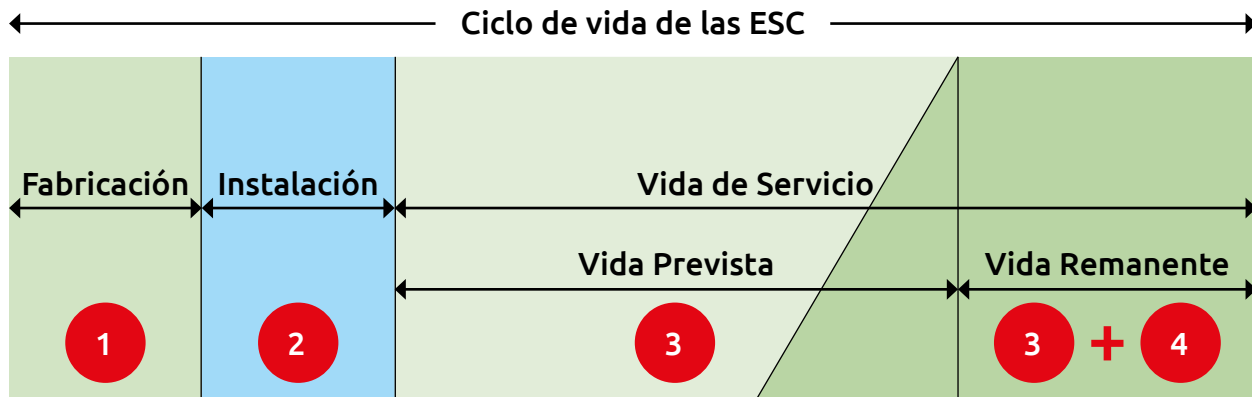 Ciclo de vida de las ESC
Fabricación
Instalación
Vida de Servicio
Vida Prevista
Vida Remanente
1
2
3
3 + 4